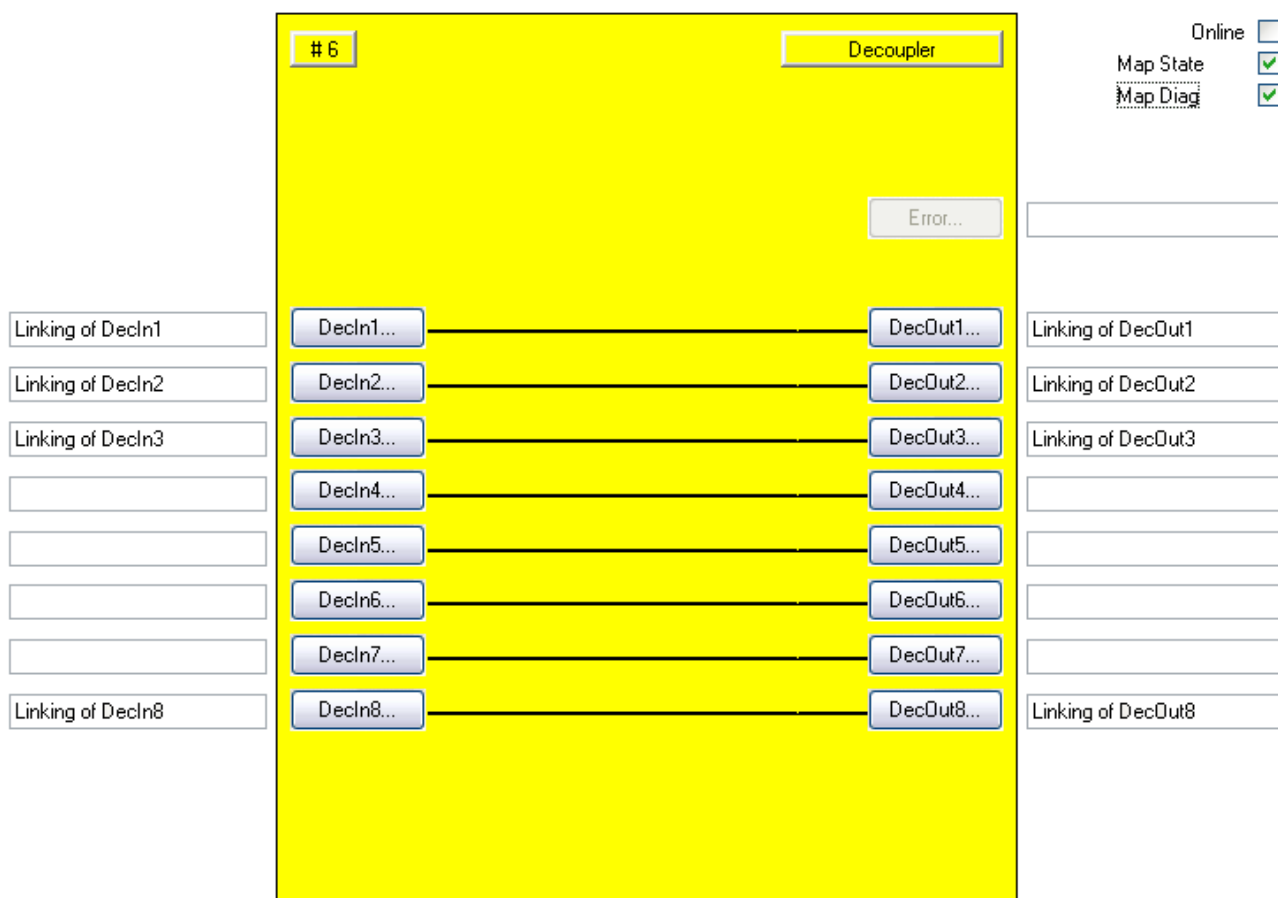 # 6 Decoupler Online
Map State
Map Diag
Error...
Linking of DecIn1 DecIn1... DecOut1... Linking of DecOut1
Linking of DecIn2 DecIn2... DecOut2... Linking of DecOut2
Linking of DecIn3 DecIn3... DecOut3... Linking of DecOut3
DecIn4... DecOut4...
DecIn5... DecOut5...
DecIn6... DecOut6...
DecIn7... DecOut7...
Linking of DecIn8 DecIn8... DecOut8... Linking of DecOut8